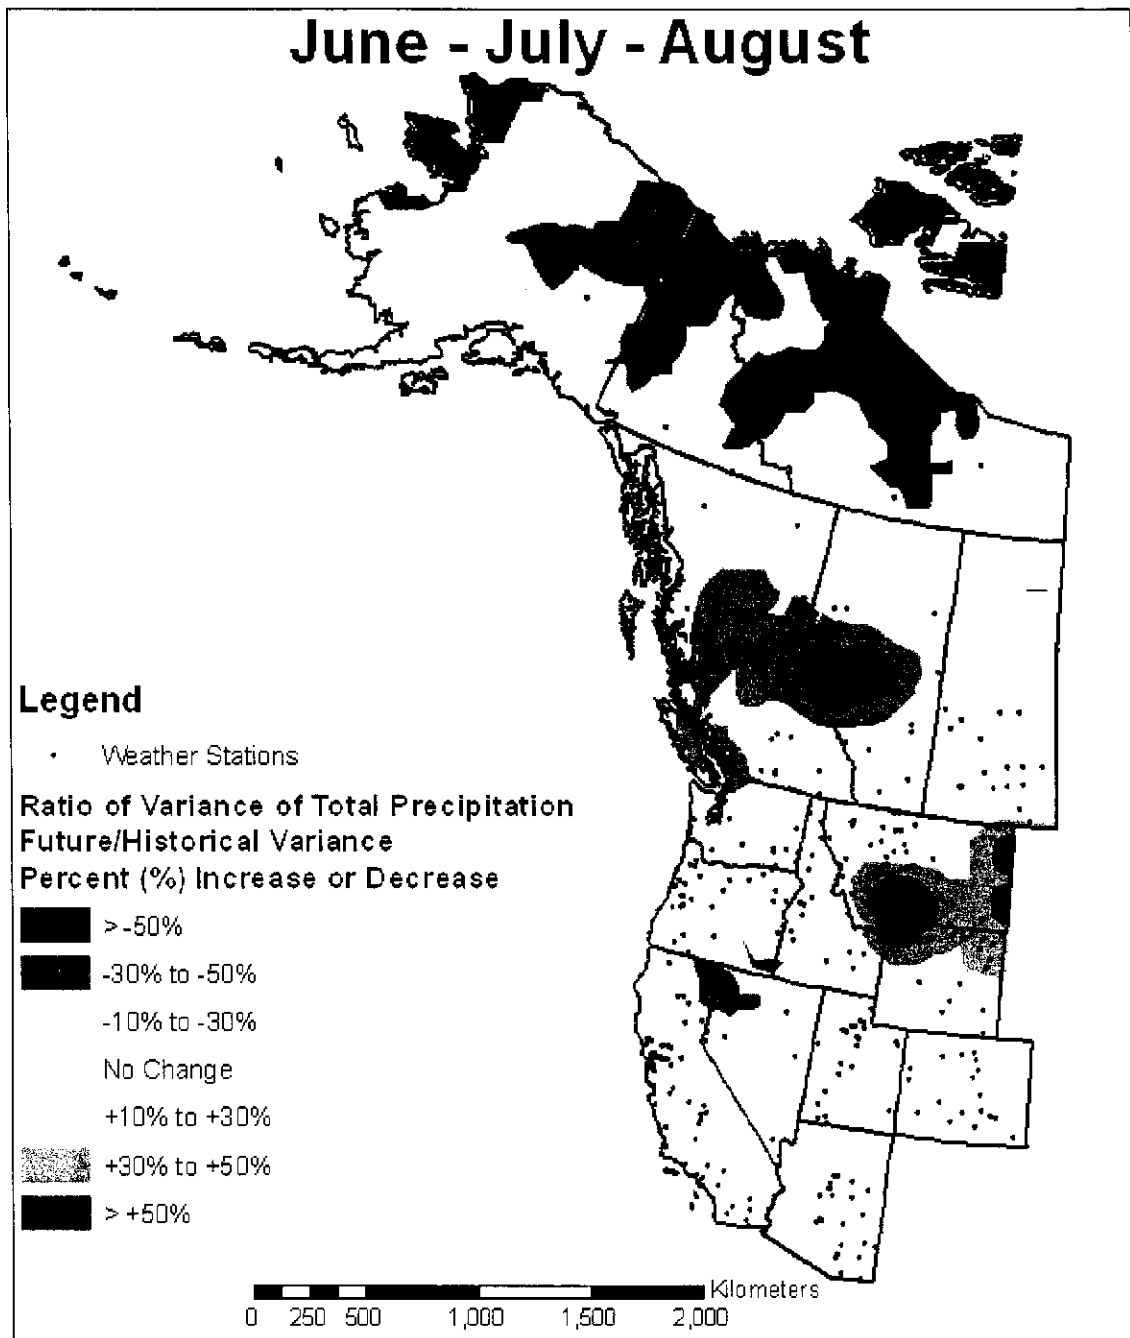 June - July - August
Legend
Weather Stations
Ratio of Variance of Total Precipitation
Future/Historical Variance
Percent (%) Increase or Decrease
> -50%
-30% to -50%
-10% to -30%
No Change
+10% to +30%
+30% to +50%
> +50%
Kilometers
0 250 500 1,000 1,500 2,000